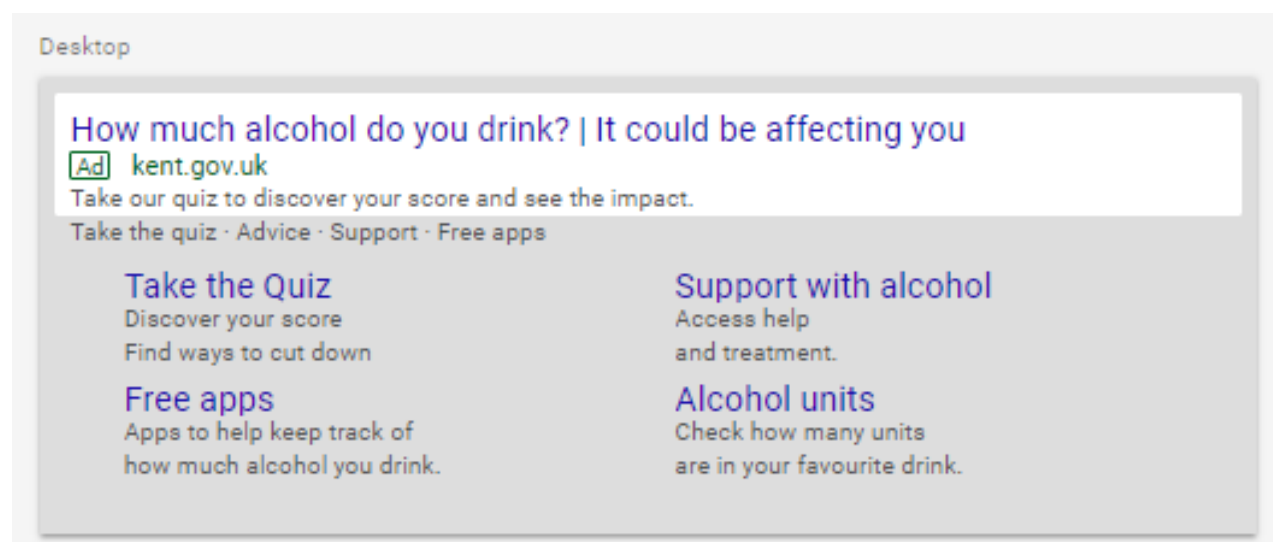 Desktop
How much alcohol do you drink? | It could be affecting you
Ad kent.gov.uk
Take our quiz to discover your score and see the impact.
Take the quiz · Advice · Support · Free apps
Take the Quiz
Discover your score
Find ways to cut down
Support with alcohol
Access help
and treatment.
Free apps
Apps to help keep track of
how much alcohol you drink.
Alcohol units
Check how many units
are in your favourite drink.